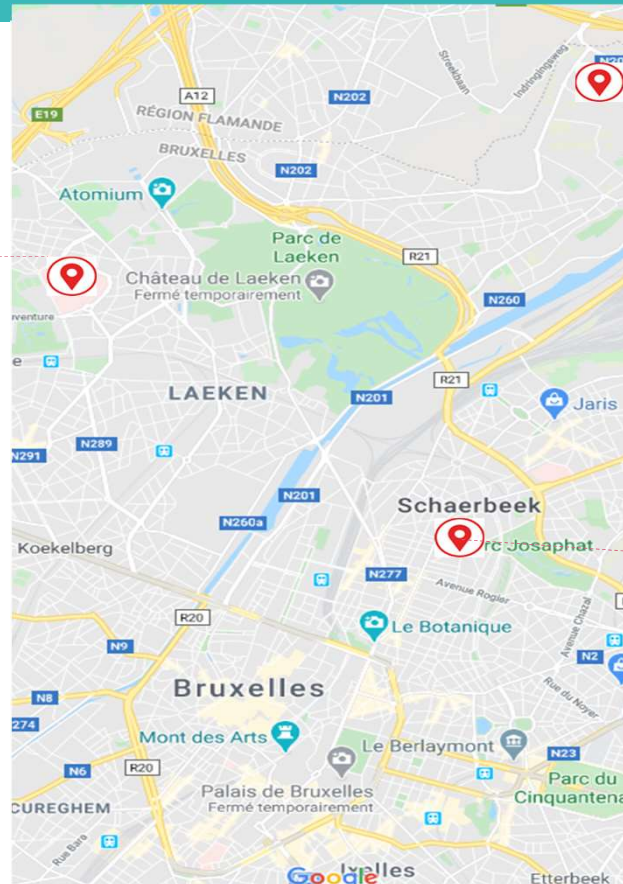 Streekbaan
Indringingsweg
N20
A12
N202
E19
RÉGION FLAMANDE
BRUXELLES
N202
Atomium
Parc de
Laeken
R21
Château de Laeken
Fermé temporairement
N260
aventure
e
R21
LAEKEN
N201
Jaris
N289
N291
N201
Schaerbeek
N260a
rc Josaphat
Koekelberg
N277
Avenue Rogier
Avenue Chazal
R20
Le Botanique
N9
N2
Bruxelles
Rue du Noyer
N8
274
Mont des Arts
Le Berlaymont
N23
N6
R20
Palais de Bruxelles
Fermé temporairement
Parc du
Cinquantena
CUREGHEM
Rue Bara
Google
lles
Etterbeek